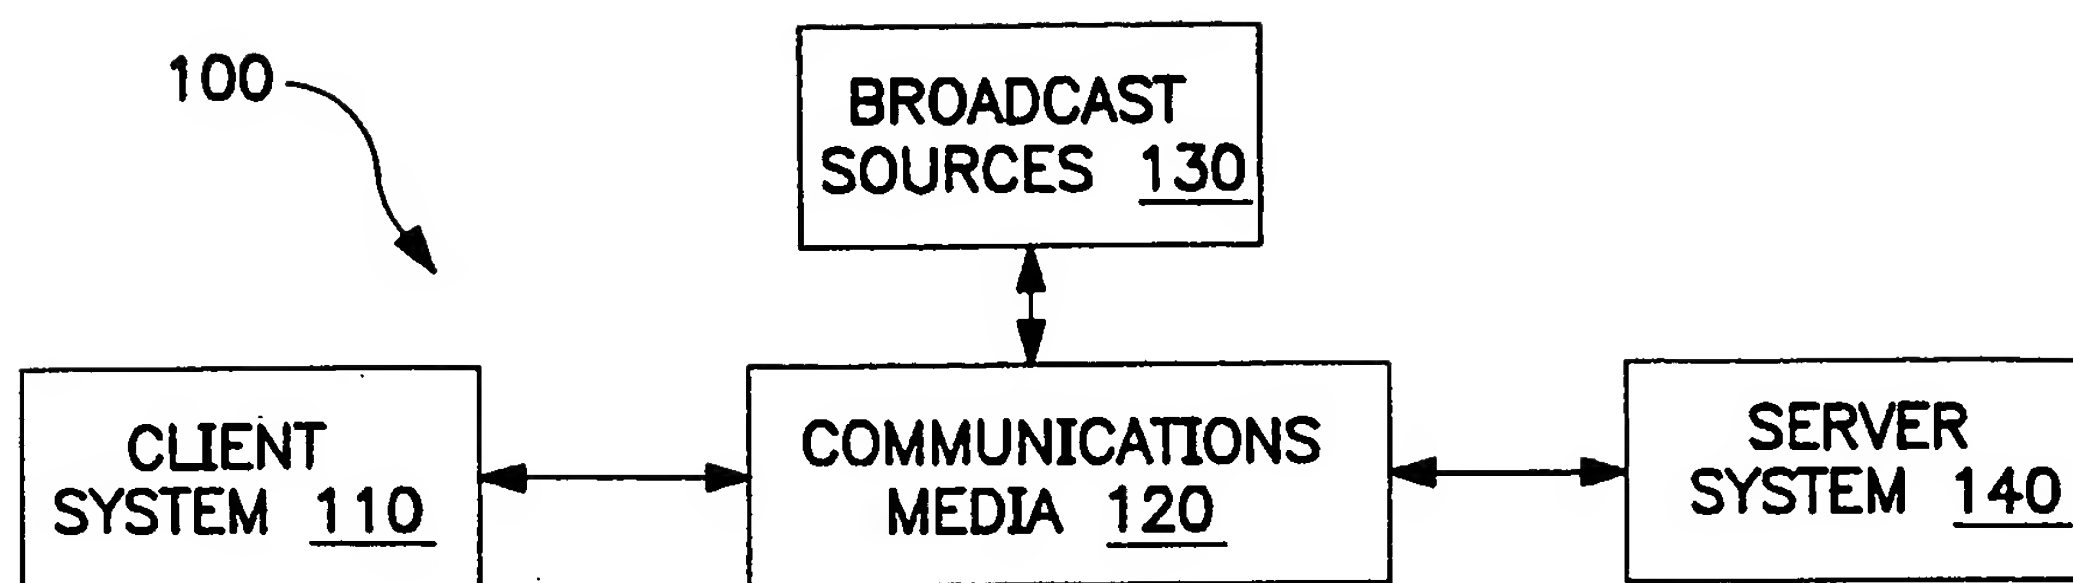 100
BROADCAST
SOURCES 130
CLIENT
SYSTEM 110
COMMUNICATIONS
MEDIA 120
SERVER
SYSTEM 140